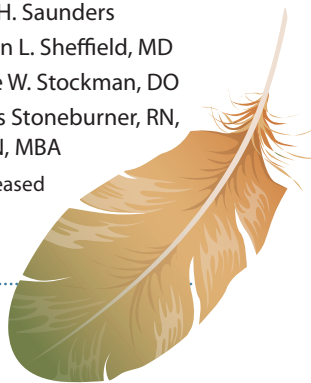 H. Saunders
n L. Sheffield, MD
e W. Stockman, DO
s Stoneburner, RN,
N, MBA
eased